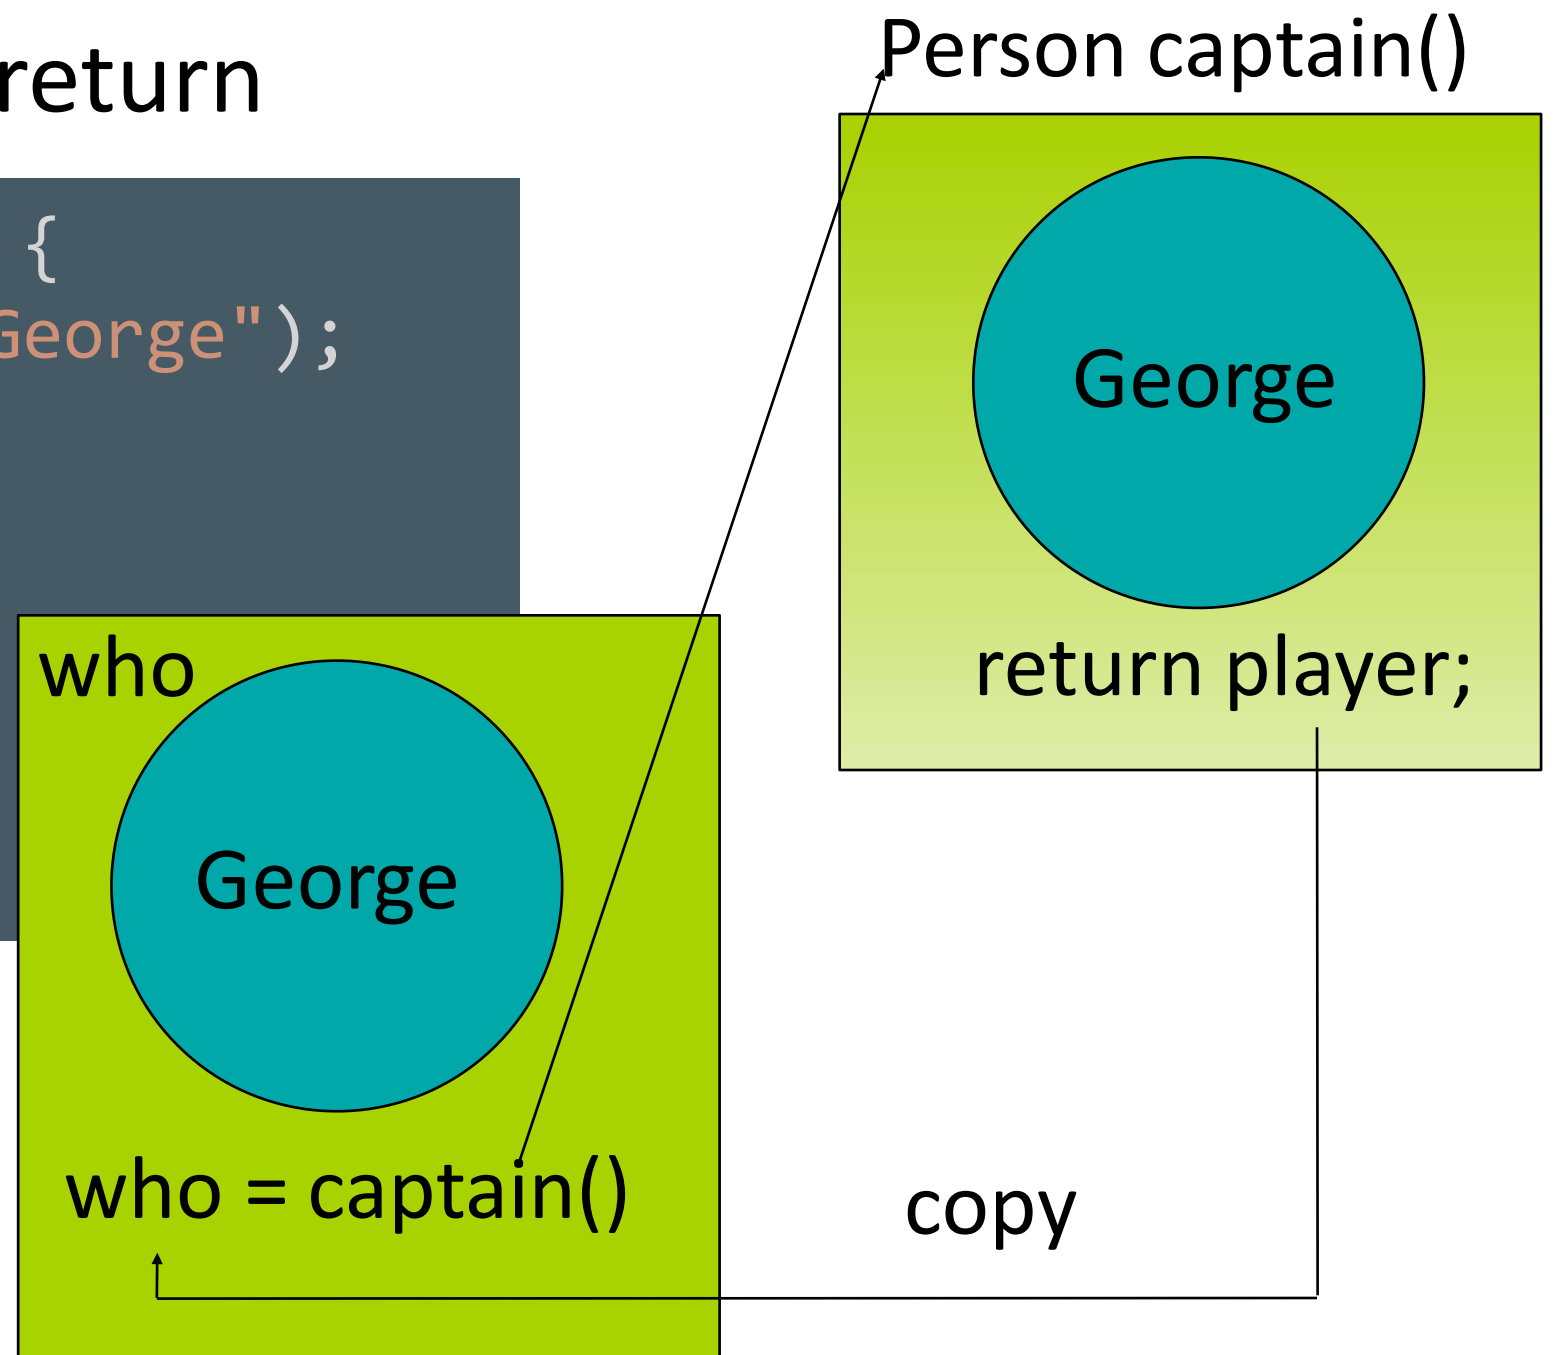 return
{
George");
Person captain()
George
return player;
who
George
who = captain()
copy